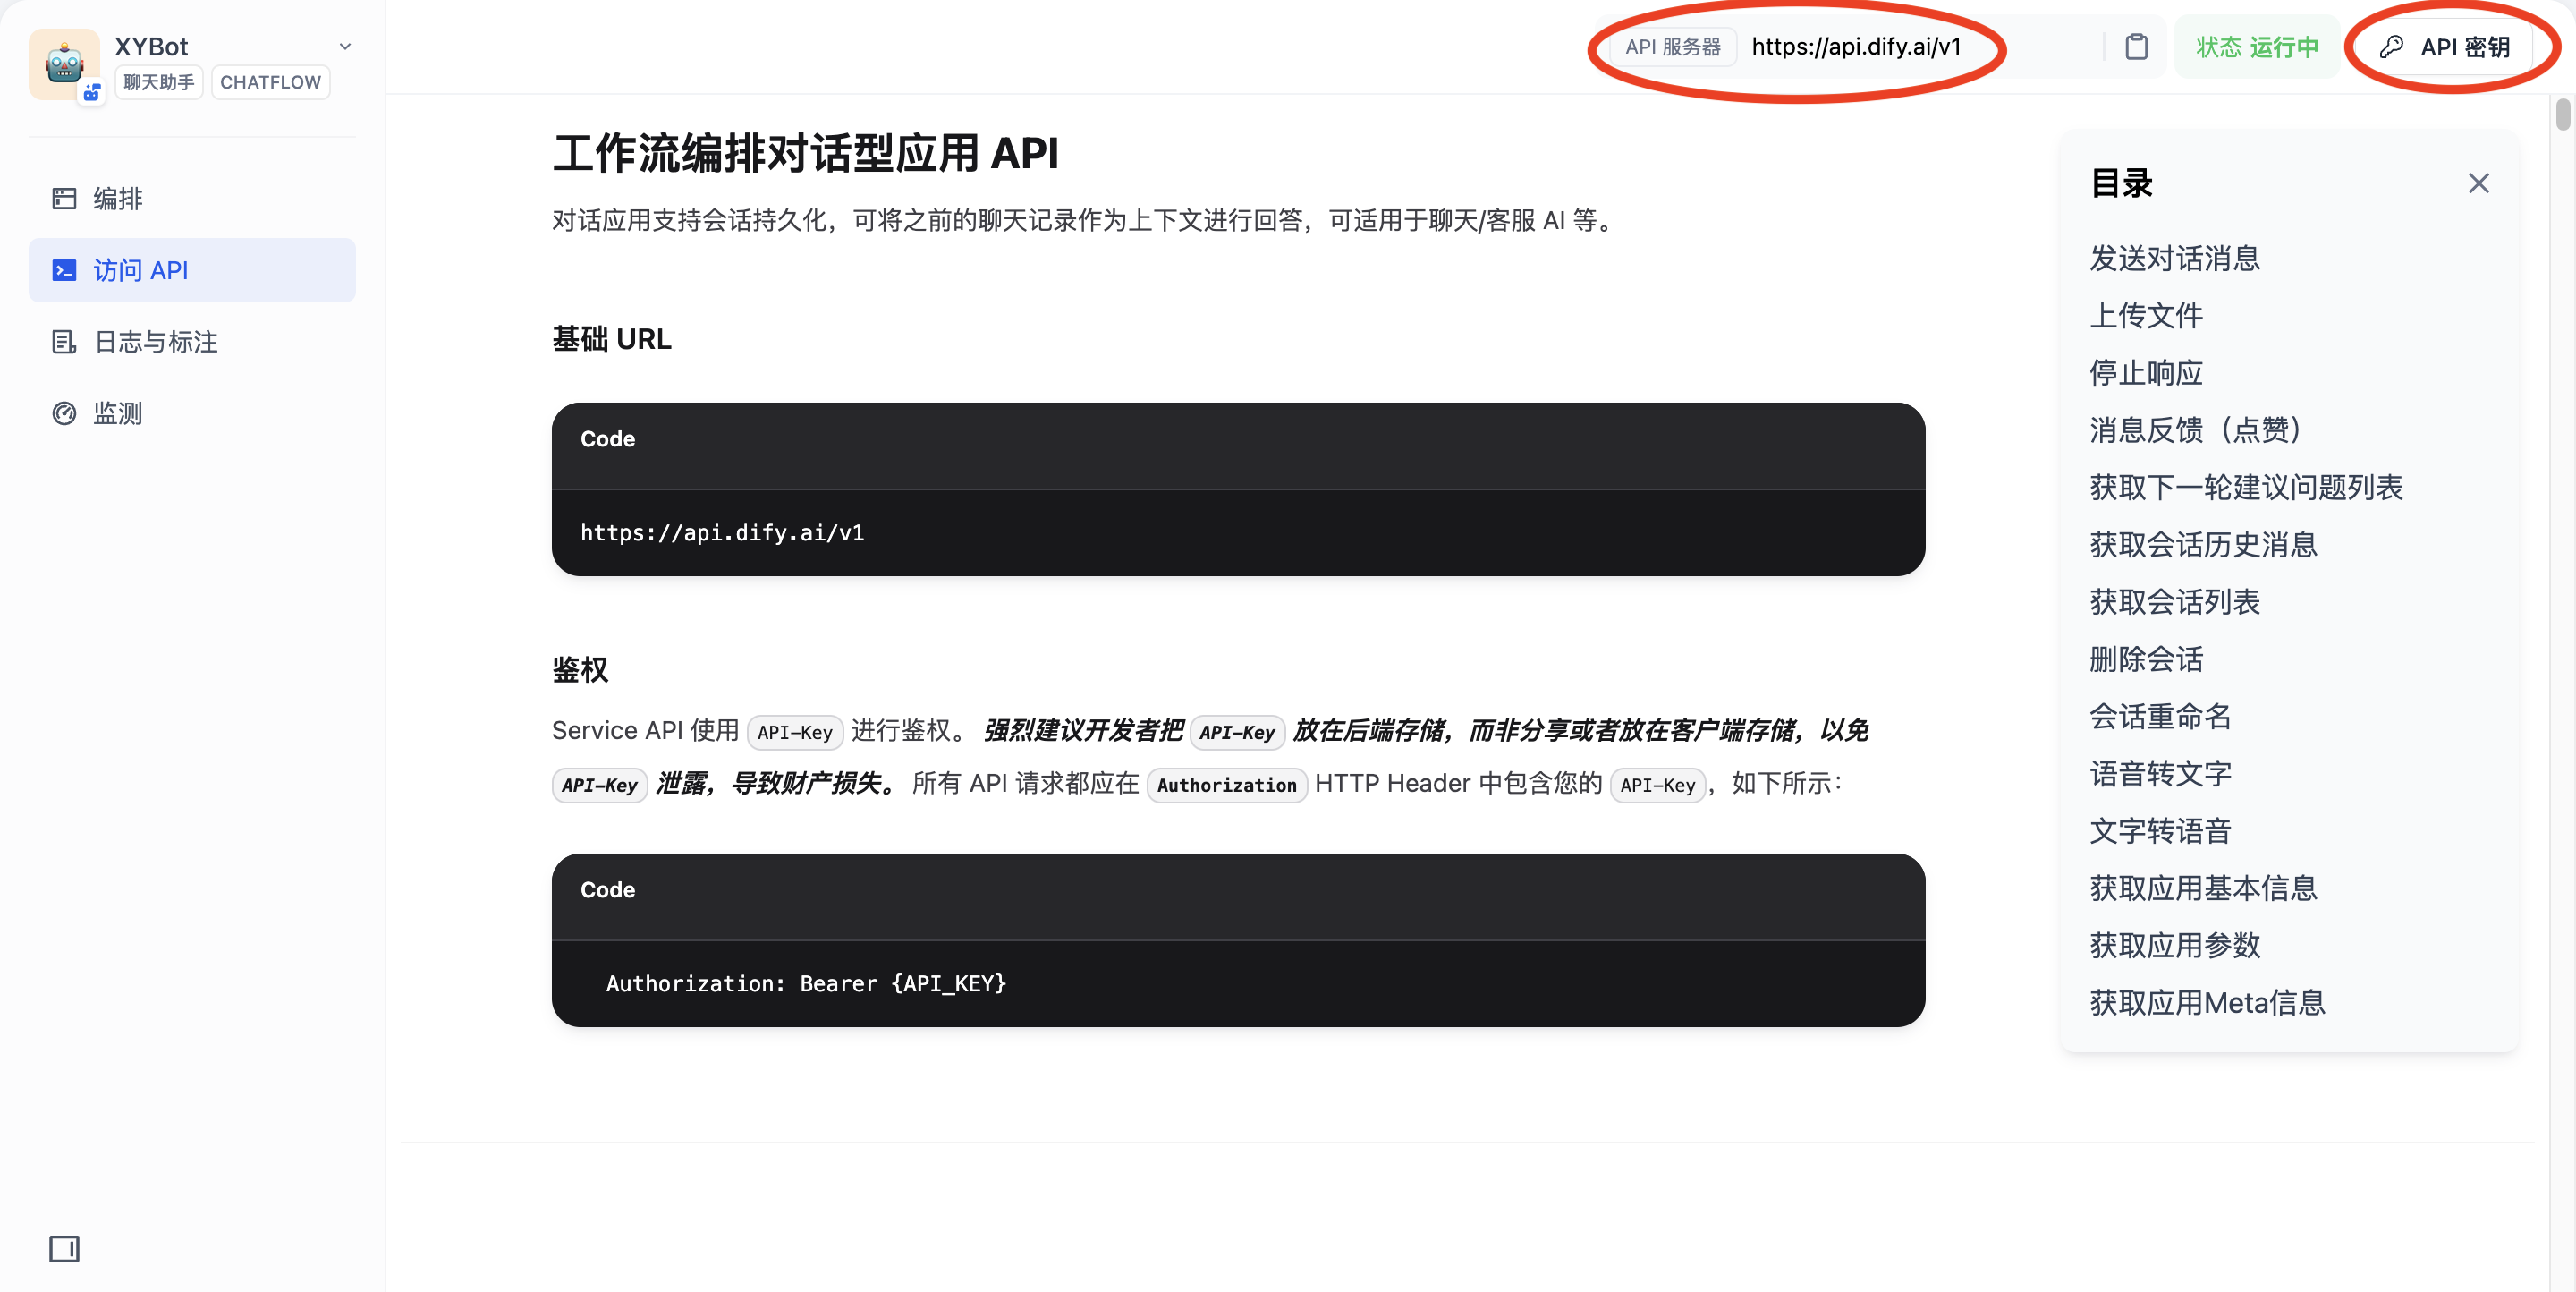 XYBot
聊天助手 CHATFLOW
编排
访问 API
日志与标注
监测
API 服务器 https://api.dify.ai/v1
状态 运行中
API 密钥
工作流编排对话型应用 API
对话应用支持会话持久化，可将之前的聊天记录作为上下文进行回答，可适用于聊天/客服 AI 等。
基础 URL
Code
https://api.dify.ai/v1
鉴权
Service API 使用 API-Key 进行鉴权。 强烈建议开发者把 API-Key 放在后端存储，而非分享或者放在客户端存储，以免
API-Key 泄露，导致财产损失。 所有 API 请求都应在 Authorization HTTP Header 中包含您的 API-Key，如下所示：
Code
Authorization: Bearer {API_KEY}
目录
发送对话消息
上传文件
停止响应
消息反馈（点赞）
获取下一轮建议问题列表
获取会话历史消息
获取会话列表
删除会话
会话重命名
语音转文字
文字转语音
获取应用基本信息
获取应用参数
获取应用Meta信息